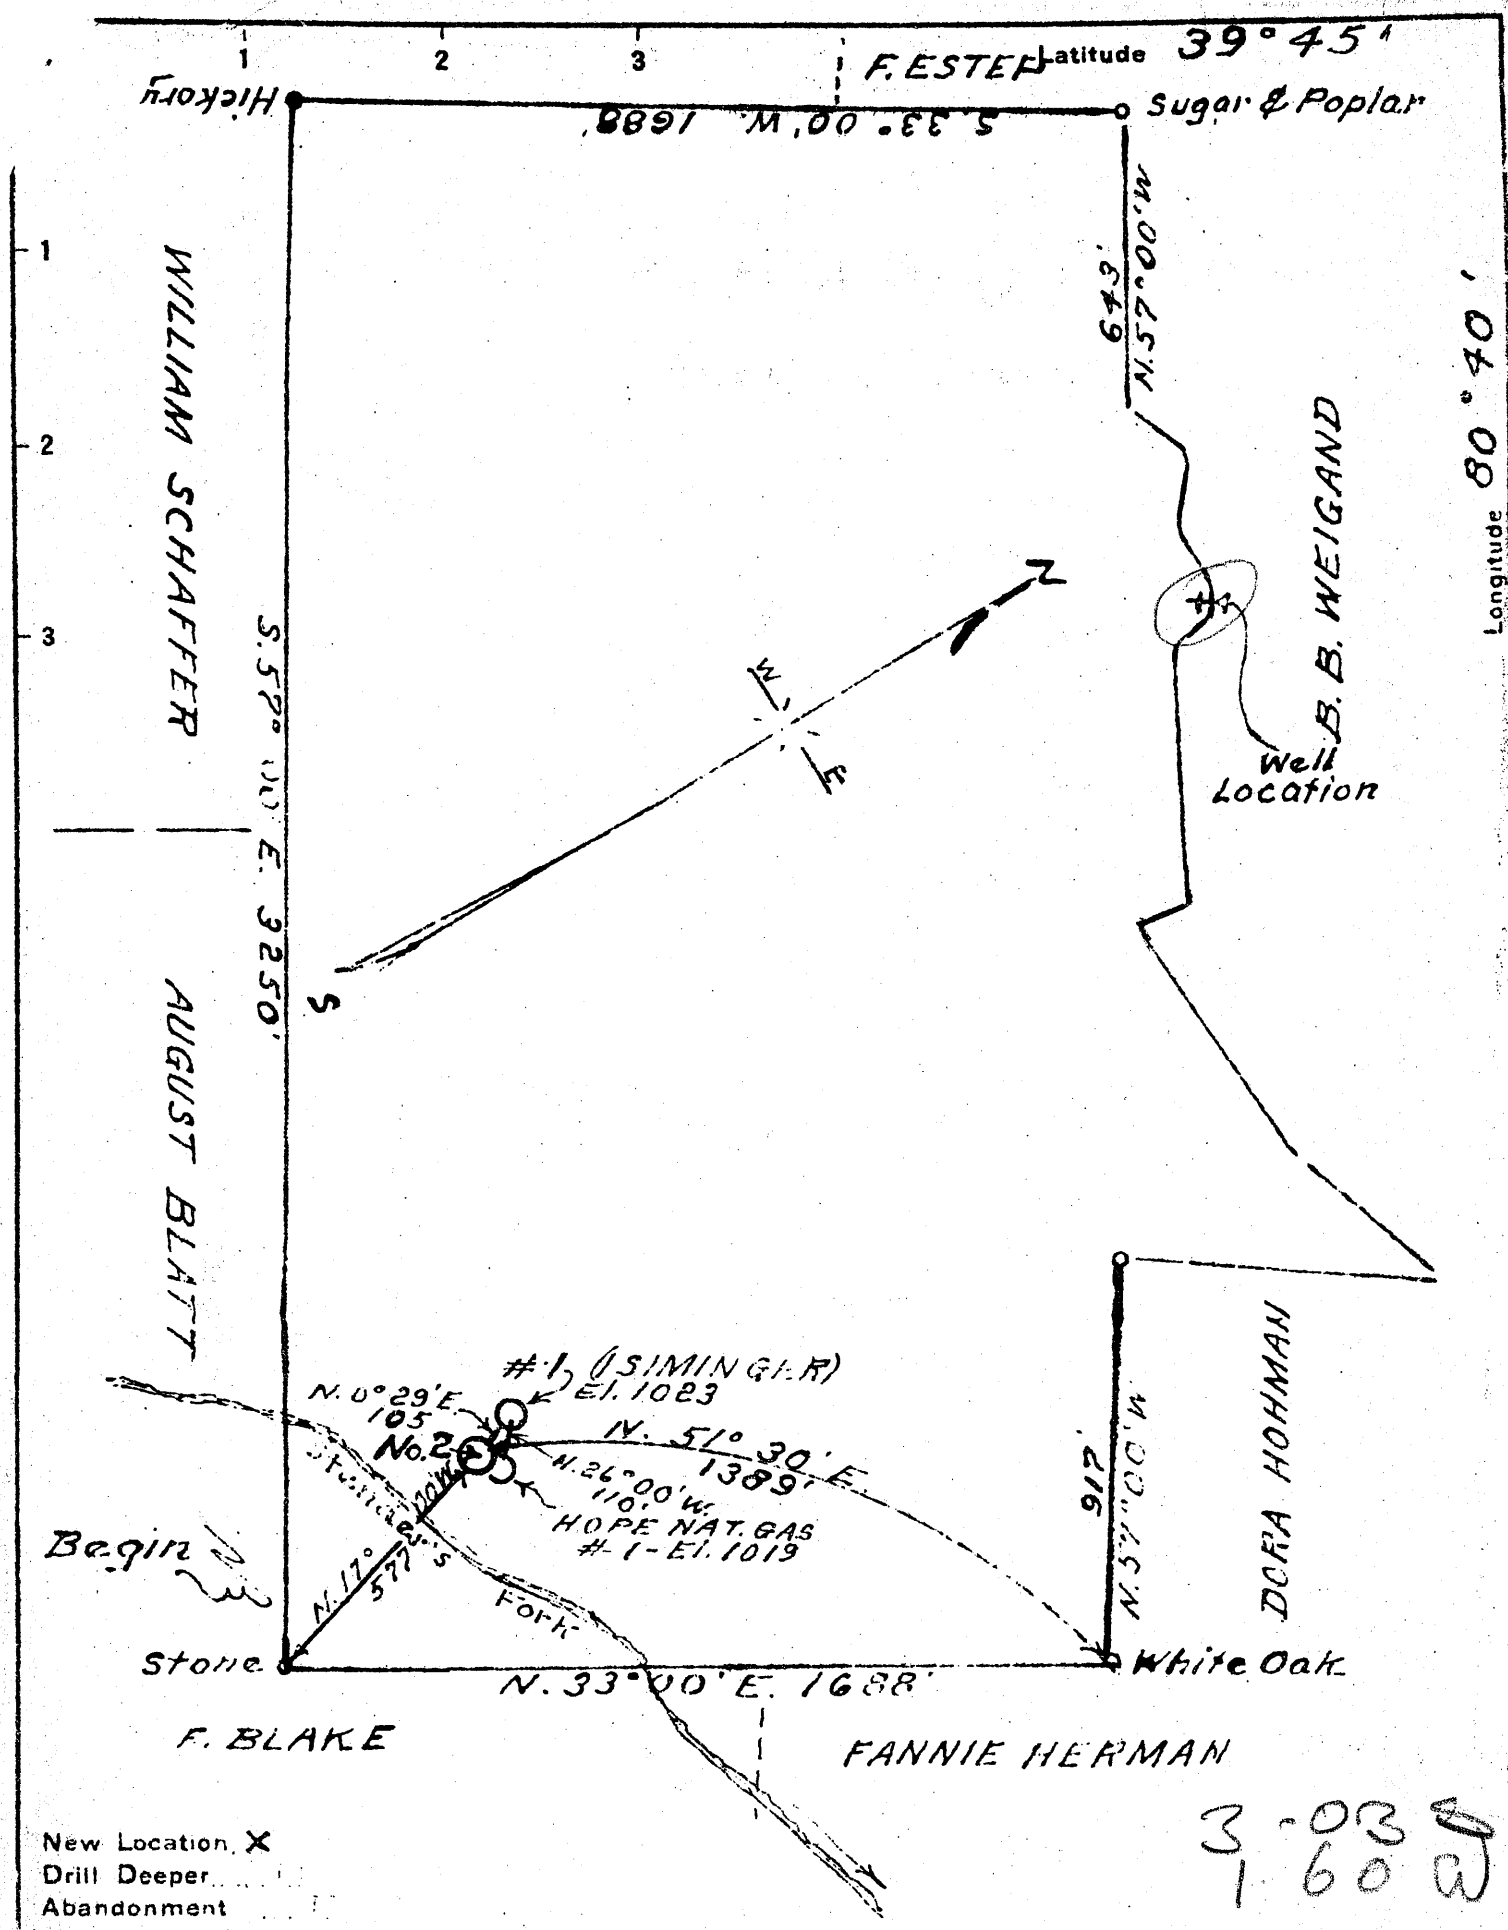 1
2
3
F. ESTEP
Latitude 39° 45'
Hickory
S. 33° 00' W. 1688'
Sugar & Poplar
1
2
3
WILLIAM SCHAFFER
643'
N. 57° 00' W.
Longitude 80° 40'
B. B. WEIGAND
N
W
E
S
Well
Location
S. 57° 00' E. 3250'
AUGUST BLATT
#1 (SIMINGER)
El. 1023
N. 0° 29' E.
105
No. 2
N. 51° 30' E.
1389'
N. 26° 00' W.
110'
HOPE NAT. GAS
#-1-El. 1019
Fork
Begin
N. 17° 00' W.
577'
912'
N. 57° 00' W.
DORA HOHMAN
Stone
White Oak
N. 33° 00' E. 1688'
F. BLAKE
FANNIE HERMAN
New Location X
Drill Deeper
Abandonment
3-03 S
1 60 W